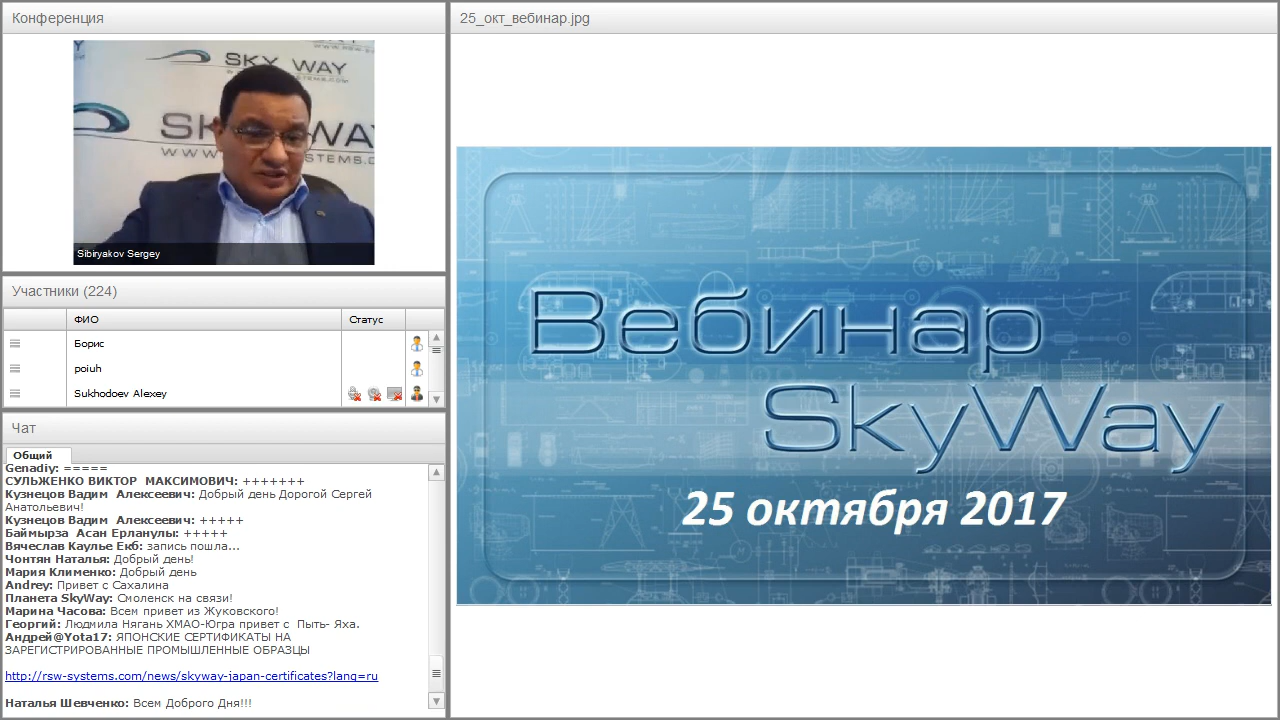 Конференция
SKY WAY
SKYWAY
Sibiryakov Sergey
Участники (224)
ФИО
Статус
Борис
poiuh
Sukhodoev Alexey
Чат
Общий
Genadiy: =====
СУЛЬЖЕНКО ВИКТОР МАКСИМОВИЧ: +++++++
Кузнецов Вадим Алексеевич: Добрый день Дорогой Сергей
Анатольевич!
Кузнецов Вадим Алексеевич: +++++
Баймырза Асан Ерланулы: +++++
Вячеслав Каулье Екб: запись пошла...
Чонтян Наталья: Добрый день!
Мария Клименко: Добрый день
Andrey: Привет с Сахалина
Планета SkyWay: Смоленск на связи!
Марина Часова: Всем привет из Жуковского!
Георгий: Людмила Нягань ХМАО-Югра привет с Пыть- Яха.
Андрей@Yota17: ЯПОНСКИЕ СЕРТИФИКАТЫ НА
ЗАРЕГИСТРИРОВАННЫЕ ПРОМЫШЛЕННЫЕ ОБРАЗЦЫ
http://rsw-systems.com/news/skyway-japan-certificates?lang=ru
Наталья Шевченко: Всем Доброго Дня!!!
25_окт_вебинар.jpg
Вебинар
SkyWay
25 октября 2017